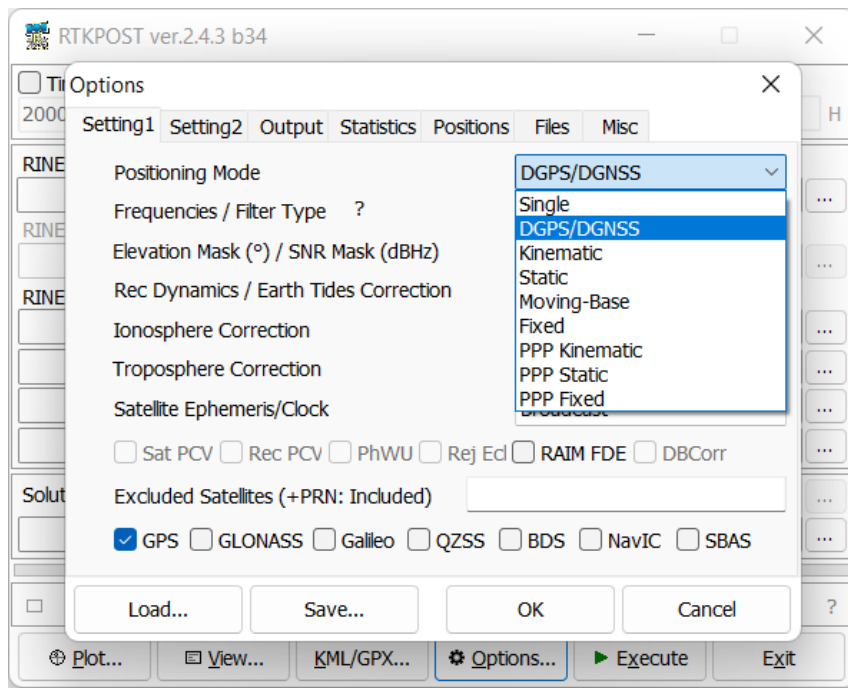 RTKPOST ver.2.4.3 b34
Options
2000
H
Setting1 Setting2 Output Statistics Positions Files Misc
RINE
Positioning Mode DGPS/DGNSS
Single
Frequencies / Filter Type ?
DGPS/DGNSS
RINE
Elevation Mask (°) / SNR Mask (dBHz)
Kinematic
Static
Rec Dynamics / Earth Tides Correction
RINE
Moving-Base
Ionosphere Correction
Fixed
PPP Kinematic
Troposphere Correction
PPP Static
PPP Fixed
Satellite Ephemeris/Clock
Broadcast
Sat PCV Rec PCV PhWU Rej Ecl RAIM FDE DBCorr
Solut
Excluded Satellites (+PRN: Included)
GPS GLONASS Galileo QZSS BDS NavIC SBAS
Load... Save... OK Cancel
?
Plot... View... KML/GPX... Options... Execute Exit